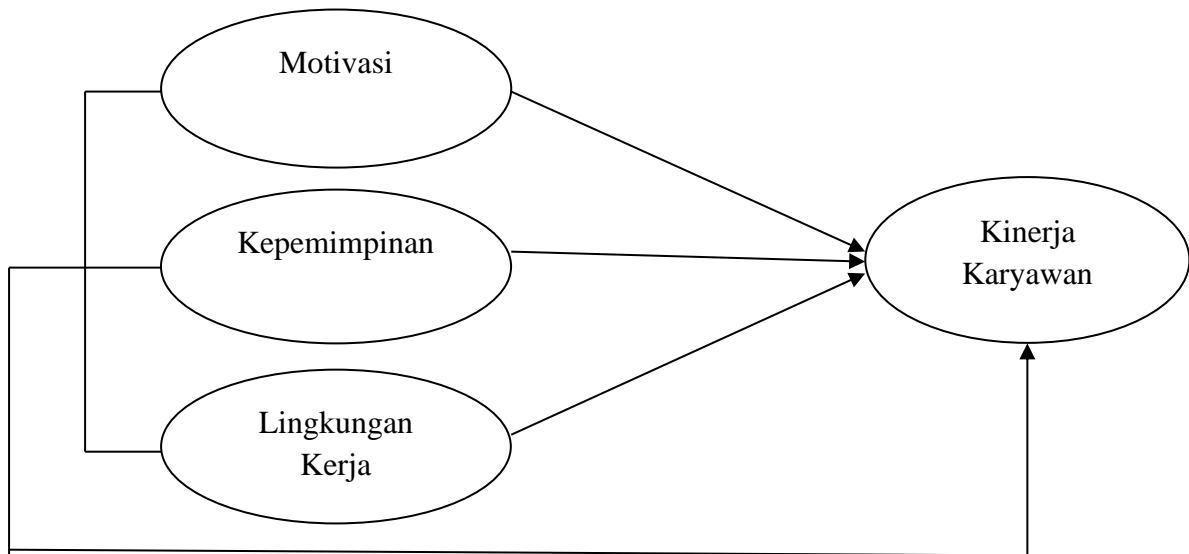 Motivasi
Kepemimpinan
Lingkungan
Kerja
Kinerja
Karyawan